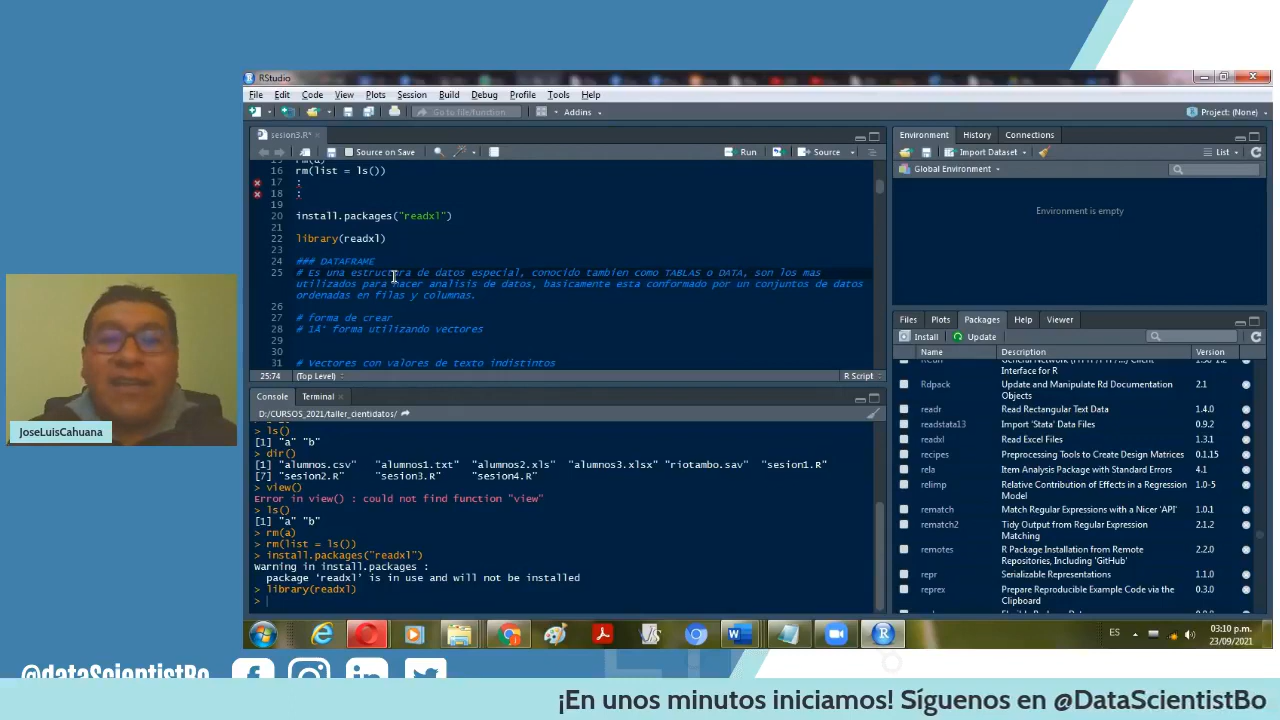 RStudio
File Edit Code View Plots Session Build Debug Profile Tools Help
Go to file/function
Addins
Project: (None)
sesion3.R*
Source on Save
Run
Source
16 rm(list = ls())
17 :
18 :
19
20 install.packages("readxl")
21
22 library(readxl)
23
24 ### DATAFRAME
25 # Es una estructura de datos especial, conocido tambien como TABLAS o DATA, son los mas
utilizados para hacer analisis de datos, basicamente esta conformado por un conjuntos de datos
ordenadas en filas y columnas.
26
27 # forma de crear
28 # 1Â° forma utilizando vectores
29
30
31 # Vectores con valores de texto indistintos
25:74 (Top Level) R Script
Console Terminal
D:/CURSOS_2021/taller_cientidatos/
> ls()
[1] "a" "b"
> dir()
[1] "alumnos.csv" "alumnos1.txt" "alumnos2.xls" "alumnos3.xlsx" "riotambo.sav" "sesion1.R"
[7] "sesion2.R" "sesion3.R" "sesion4.R"
> view()
Error in view() : could not find function "view"
> ls()
[1] "a" "b"
> rm(a)
> rm(list = ls())
> install.packages("readxl")
warning in install.packages :
package ‘readxl’ is in use and will not be installed
> library(readxl)
>
Environment History Connections
Import Dataset List
Global Environment
Environment is empty
Files Plots Packages Help Viewer
Install Update
Name Description Version
Interface for R
Rdpack Update and Manipulate Rd Documentation Objects 2.1
readr Read Rectangular Text Data 1.4.0
readstata13 Import 'Stata' Data Files 0.9.2
readxl Read Excel Files 1.3.1
recipes Preprocessing Tools to Create Design Matrices 0.1.15
rela Item Analysis Package with Standard Errors 4.1
relimp Relative Contribution of Effects in a Regression Model 1.0-5
rematch Match Regular Expressions with a Nicer 'API' 1.0.1
rematch2 Tidy Output from Regular Expression Matching 2.1.2
remotes R Package Installation from Remote Repositories, Including 'GitHub' 2.2.0
repr Serializable Representations 1.1.0
reprex Prepare Reproducible Example Code via the Clipboard 0.3.0
JoseLuisCahuana
ES
03:10 p.m.
23/09/2021
@dataScientistBo
¡En unos minutos iniciamos! Síguenos en @DataScientistBo